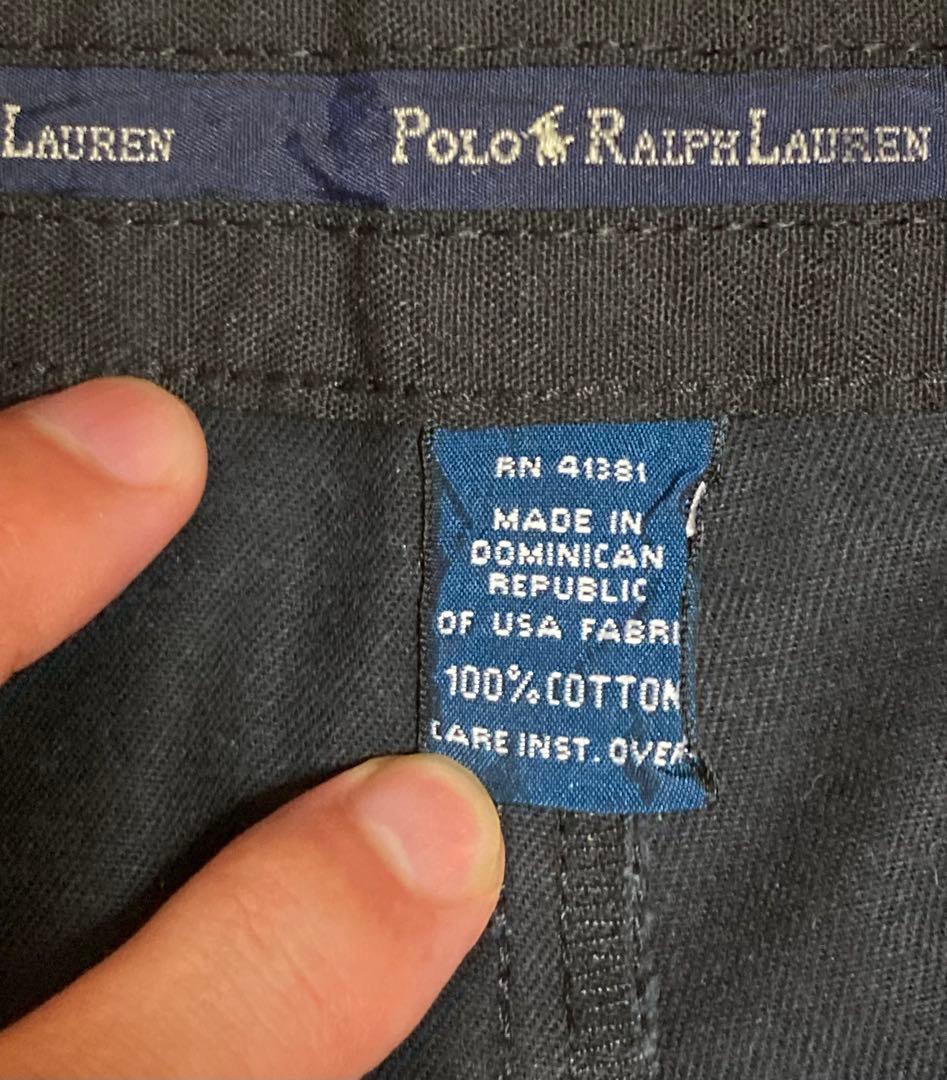 LAUREN POLO RALPH LAUREN
RN 41381
MADE IN
DOMINICAN
REPUBLIC
OF USA FABRI
100% COTTON
CARE INST. OVER